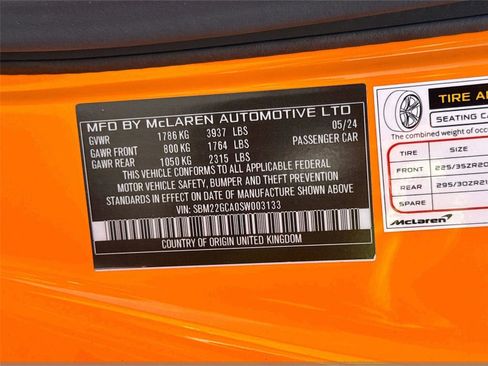 MFD BY McLAREN AUTOMOTIVE LTD
GVWR 1786 KG 3937 LBS 05/24
GAWR FRONT 800 KG 1764 LBS PASSENGER CAR
GAWR REAR 1050 KG 2315 LBS
THIS VEHICLE CONFORMS TO ALL APPLICABLE FEDERAL
MOTOR VEHICLE SAFETY, BUMPER AND THEFT PREVENTION
STANDARDS IN EFFECT ON DATE OF MANUFACTURE SHOWN ABOVE
VIN: SBM22GCA0SW003133
COUNTRY OF ORIGIN UNITED KINGDOM
TIRE
SEATING
The combined weight of
TIRE SIZE
FRONT 225/35ZR20
REAR 295/30ZR2
McLaren